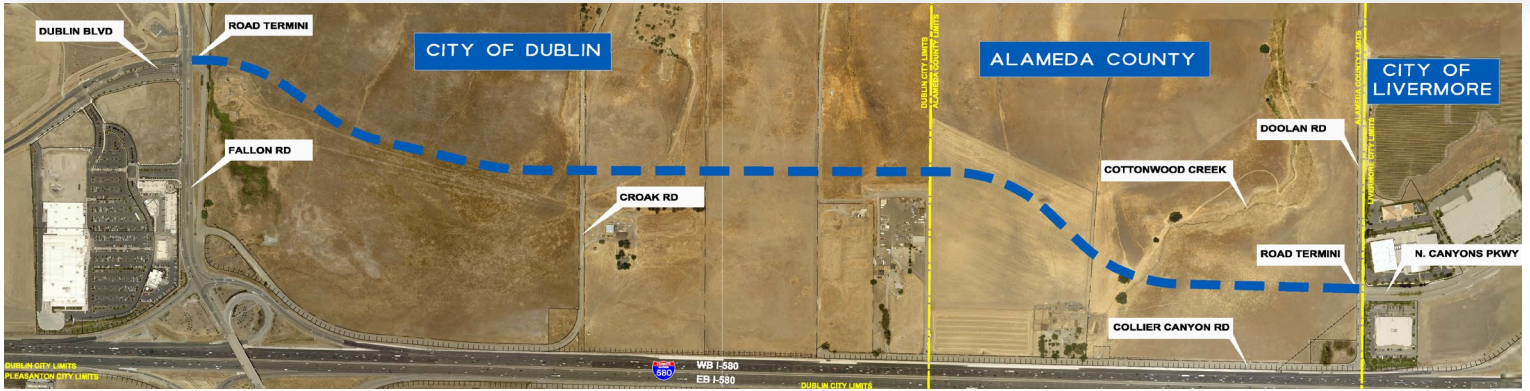 DUBLIN BLVD
ROAD TERMINI
CITY OF DUBLIN
FALLON RD
CROAK RD
DUBLIN CITY LIMITS
ALAMEDA COUNTY LIMITS
ALAMEDA COUNTY
ALAMEDA COUNTY LIMITS
LIVERMORE CITY LIMITS
CITY OF
LIVERMORE
DOOLAN RD
COTTONWOOD CREEK
ROAD TERMINI
N. CANYONS PKWY
COLLIER CANYON RD
DUBLIN CITY LIMITS
PLEASANTON CITY LIMITS
580
WB I-580
EB I-580
DUBLIN CITY LIMITS